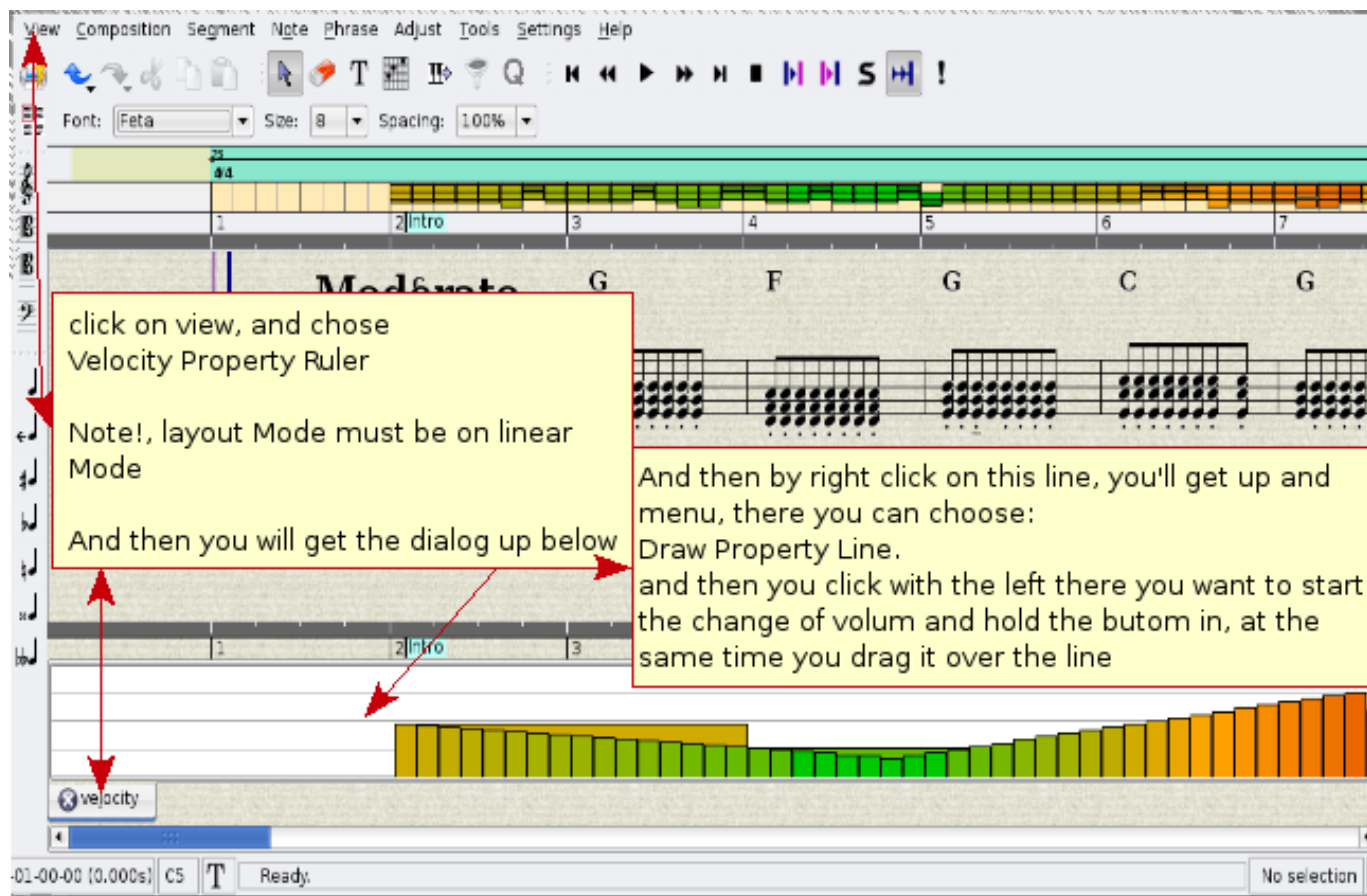 View Composition Segment Note Phrase Adjust Tools Settings Help
T Q S !
Font: Feta Size: 8 Spacing: 100%
75
4/4
1 2 Intro 3 4 5 6 7
G F G C G
click on view, and chose
Velocity Property Ruler
Note!, layout Mode must be on linear
Mode
And then you will get the dialog up below
And then by right click on this line, you'll get up and
menu, there you can choose:
Draw Property Line.
and then you click with the left there you want to start
the change of volum and hold the butom in, at the
same time you drag it over the line
1 2 Intro 3
velocity
-01-00-00 (0.000s) C5 T Ready. No selection